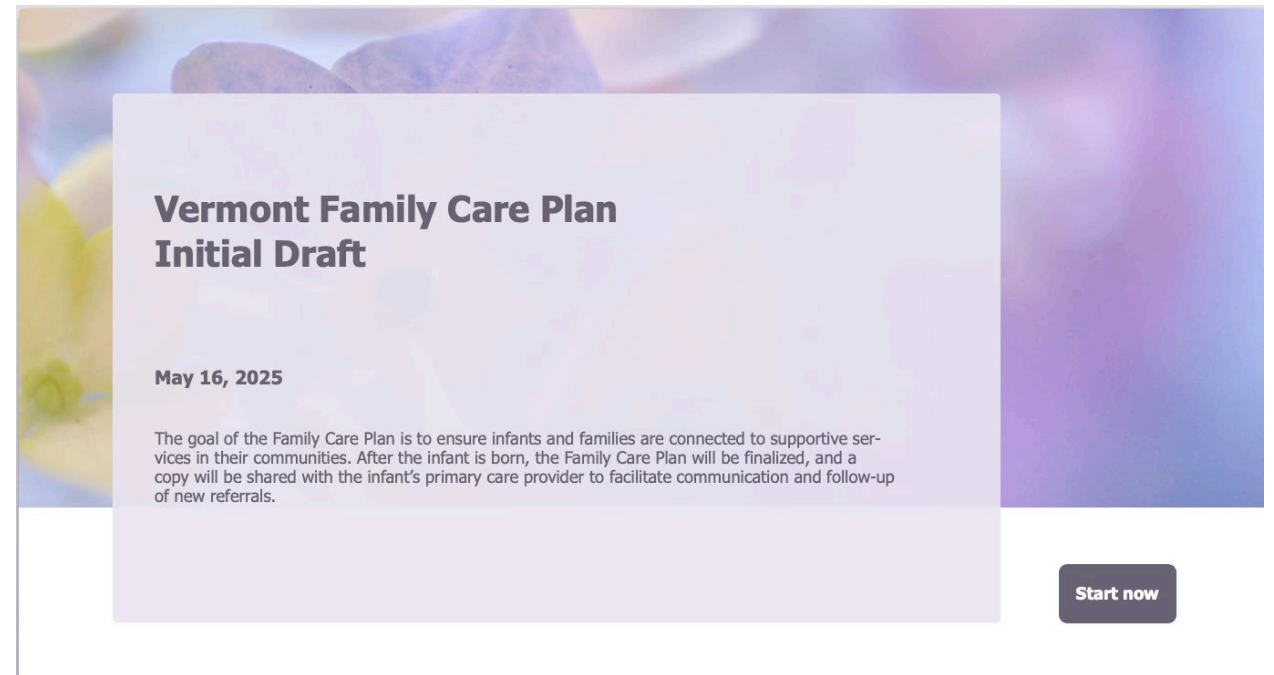 Vermont Family Care Plan
Initial Draft
May 16, 2025
The goal of the Family Care Plan is to ensure infants and families are connected to supportive ser-
vices in their communities. After the infant is born, the Family Care Plan will be finalized, and a
copy will be shared with the infant’s primary care provider to facilitate communication and follow-up
of new referrals.
Start now